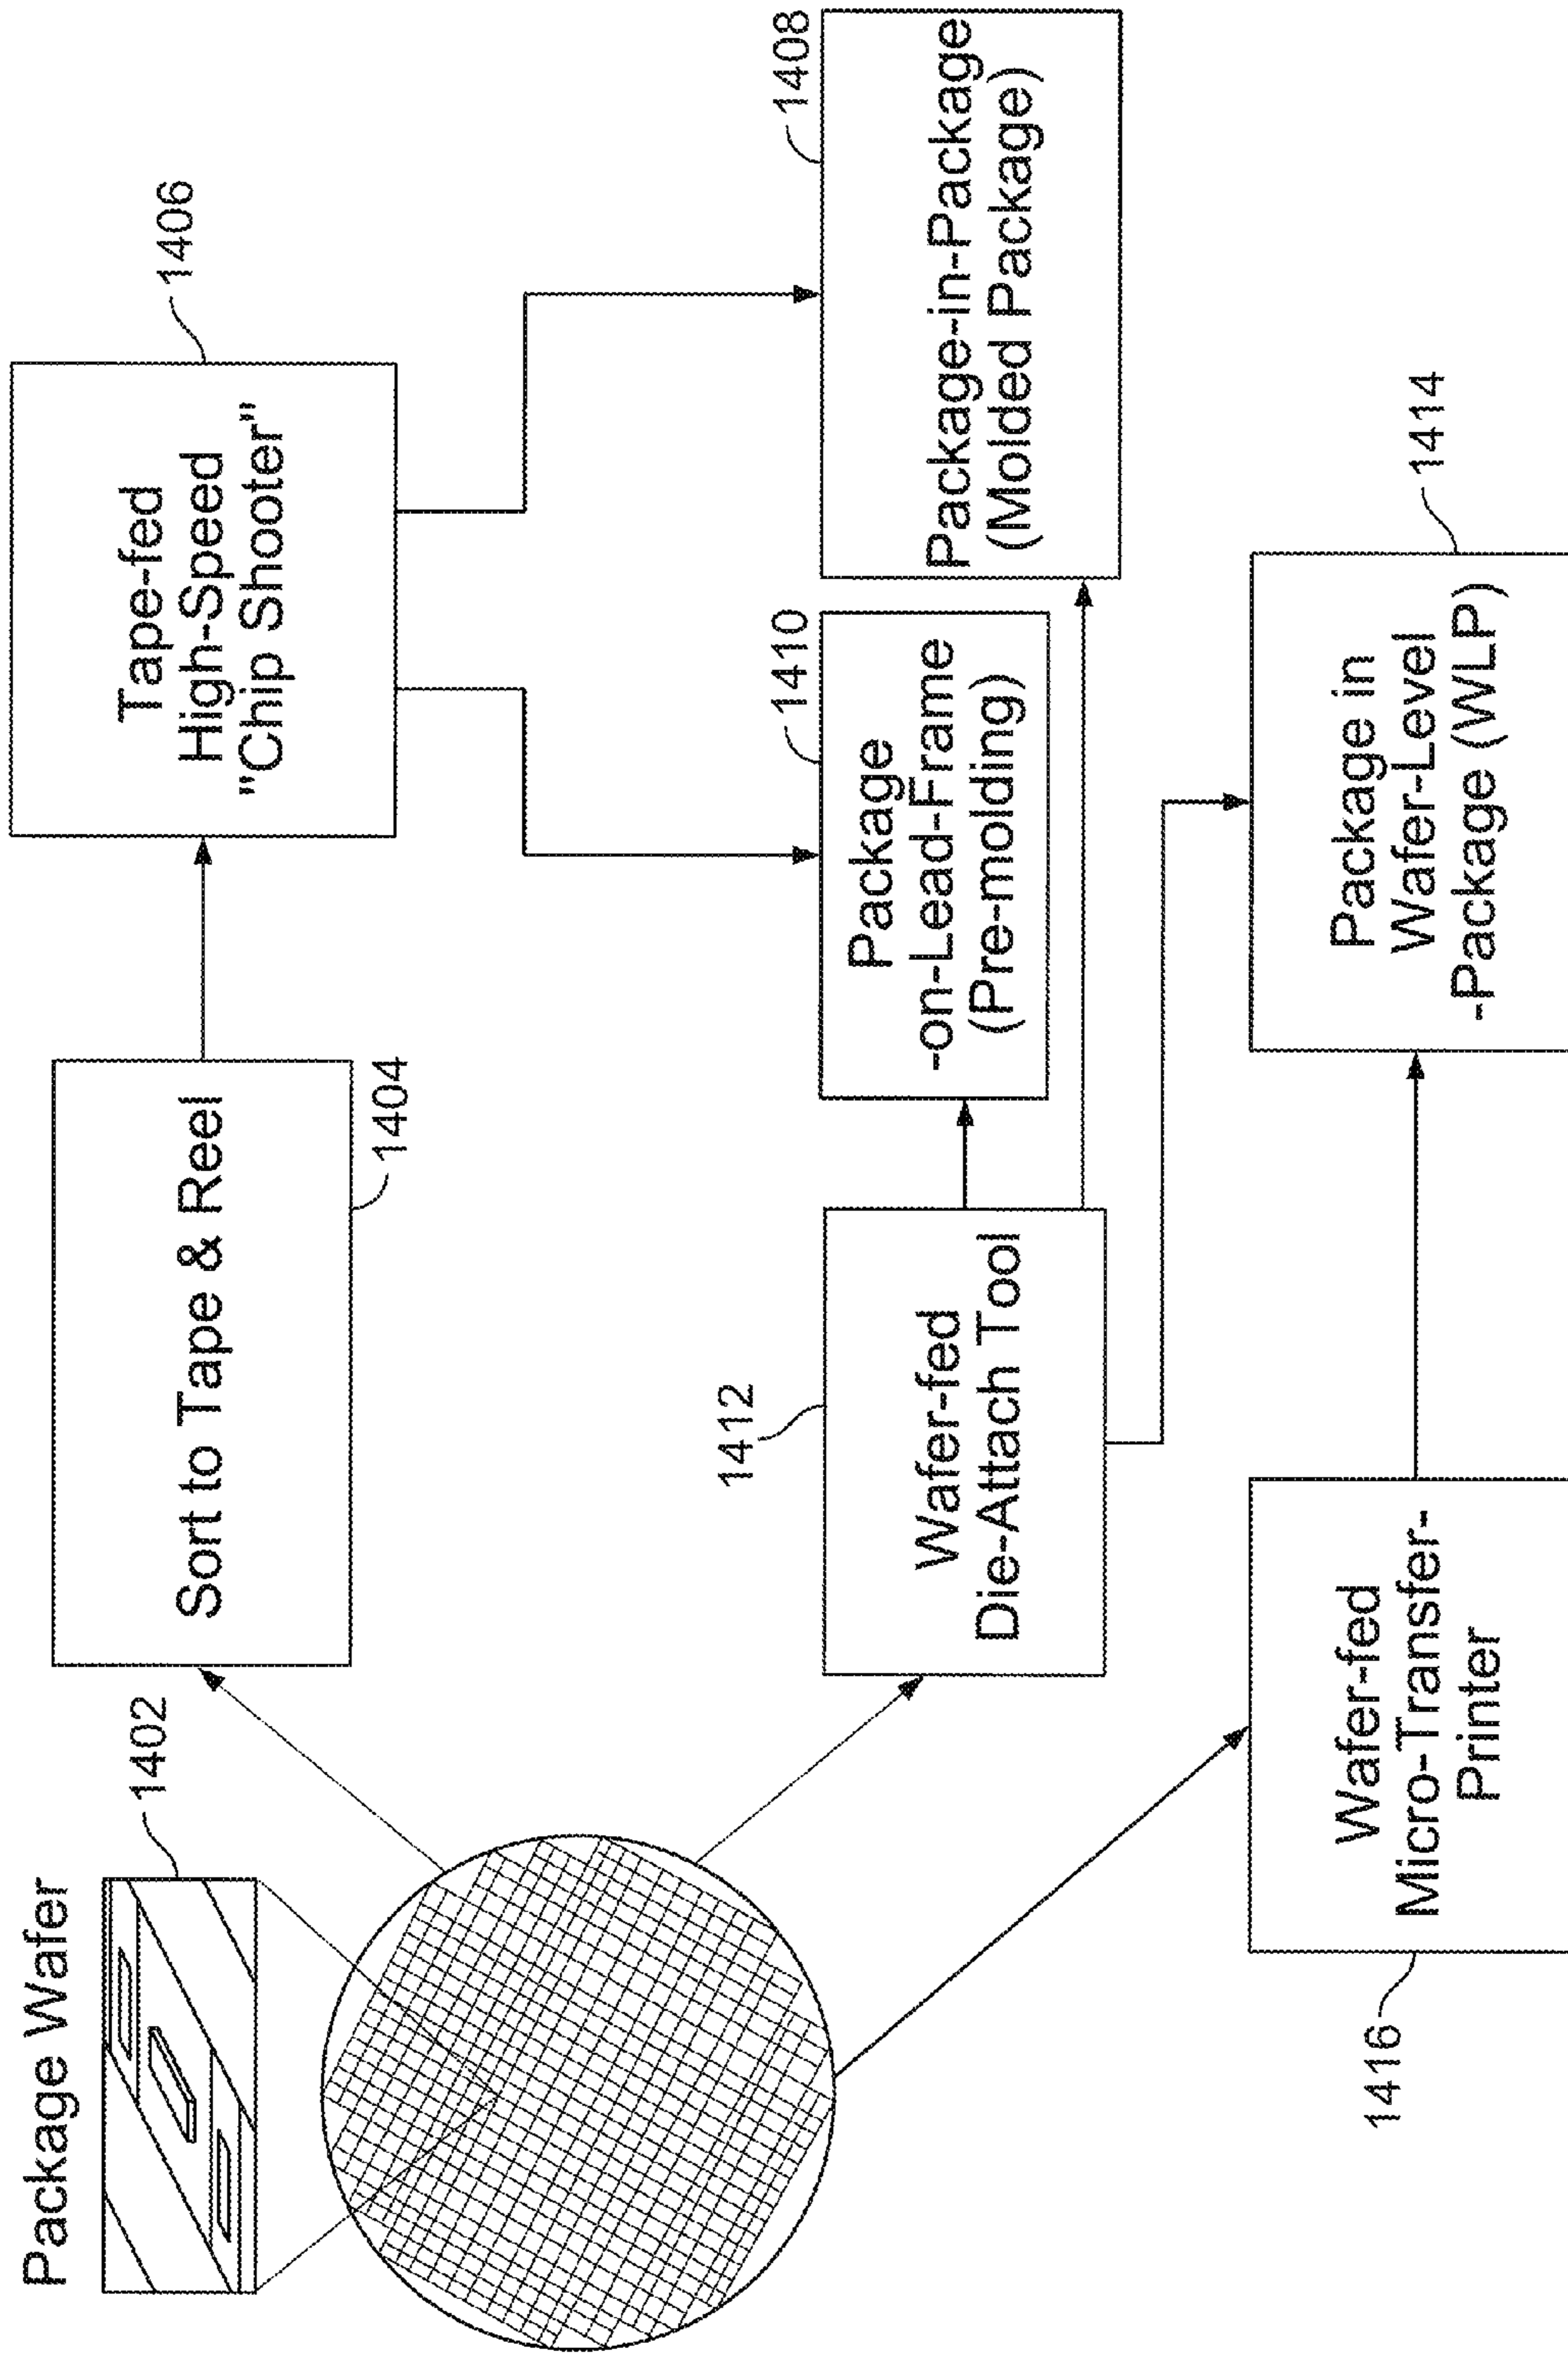 Package Wafer
1402
Sort to Tape & Reel
1404
Tape-fed
High-Speed
"Chip Shooter"
1406
1412
Wafer-fed
Die-Attach Tool
Package
-on-Lead-Frame
(Pre-molding)
1410
Package-in-Package
(Molded Package)
1408
1416
Wafer-fed
Micro-Transfer-
Printer
Package in
Wafer-Level
-Package (WLP)
1414